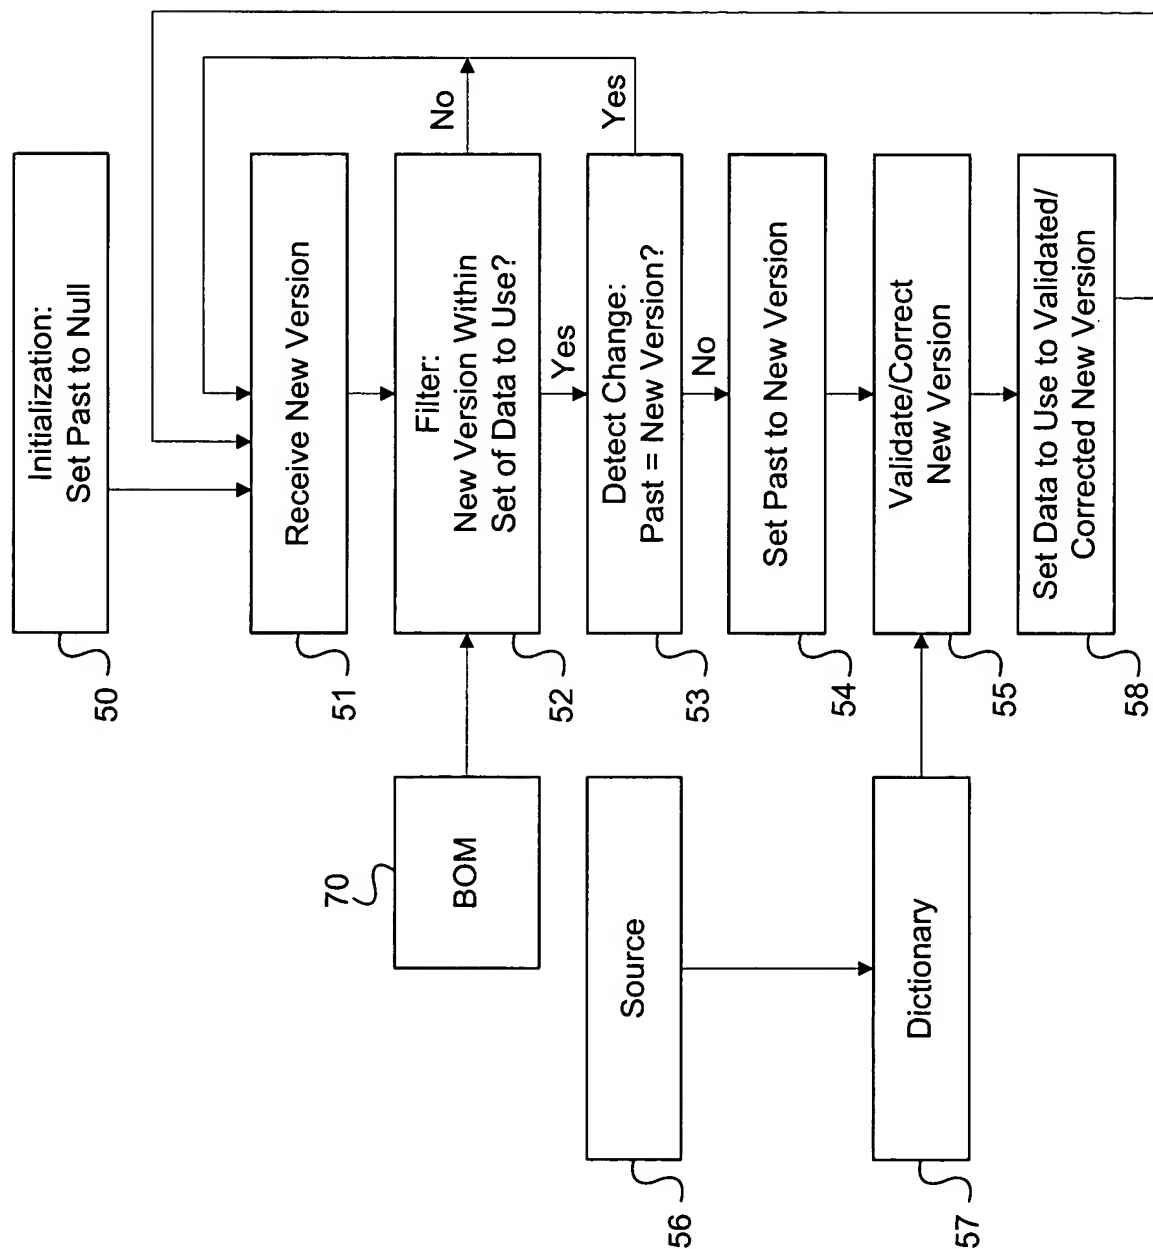 Initialization:
Set Past to Null
50
Receive New Version
51
Filter:
New Version Within
Set of Data to Use?
52
No
Yes
BOM
70
Detect Change:
Past = New Version?
53
Yes
No
Set Past to New Version
54
Source
56
Validate/Correct
New Version
55
Dictionary
57
Set Data to Use to Validated/
Corrected New Version
58